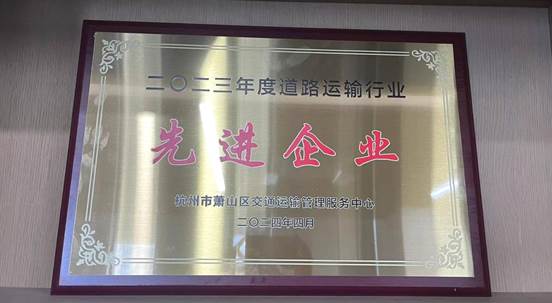 二〇二三年度道路运输行业
先进企业
杭州市萧山区交通运输管理服务中心
二〇二四年四月